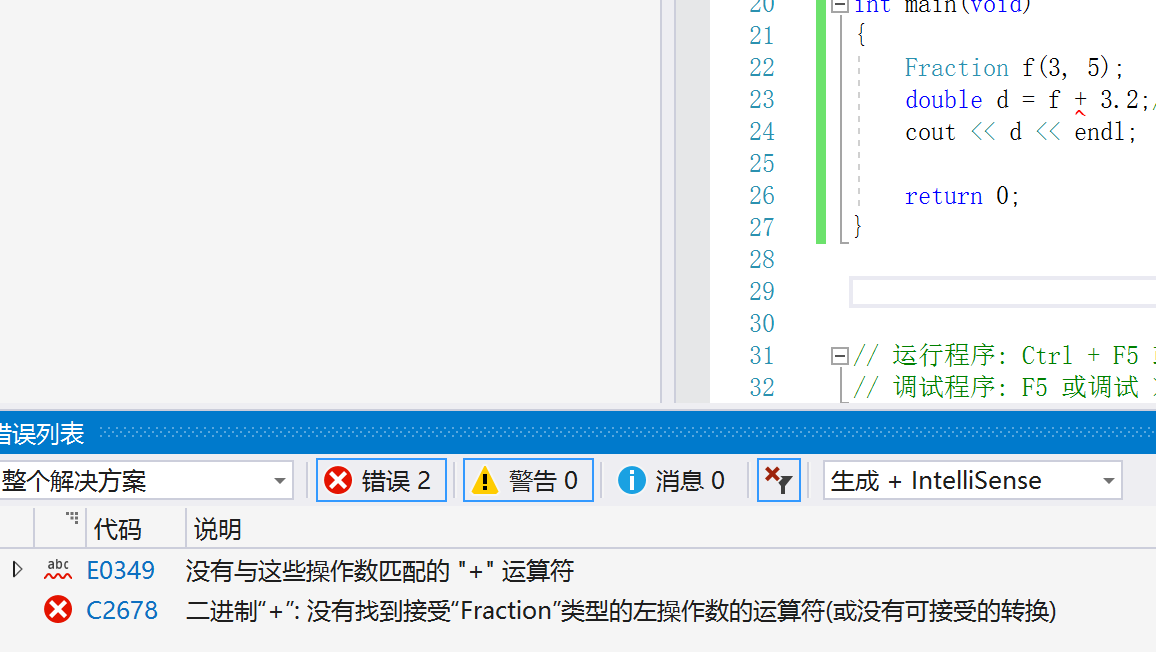 20 int main(void)
21 {
22 Fraction f(3, 5);
23 double d = f + 3.2;/
24 cout << d << endl;
25
26 return 0;
27 }
28
29
30
31 // 运行程序: Ctrl + F5
32 // 调试程序: F5 或调试
错误列表
整个解决方案 错误 2 警告 0 消息 0 生成 + IntelliSense
代码 说明
abc E0349 没有与这些操作数匹配的 "+" 运算符
C2678 二进制“+”: 没有找到接受“Fraction”类型的左操作数的运算符(或没有可接受的转换)